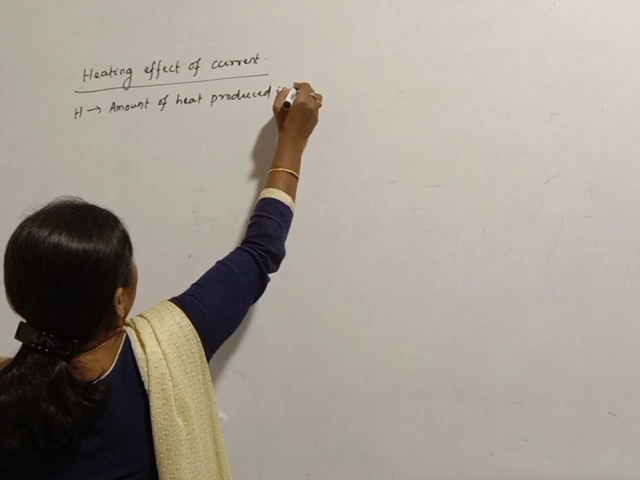 Heating effect of current.
H → Amount of heat produced